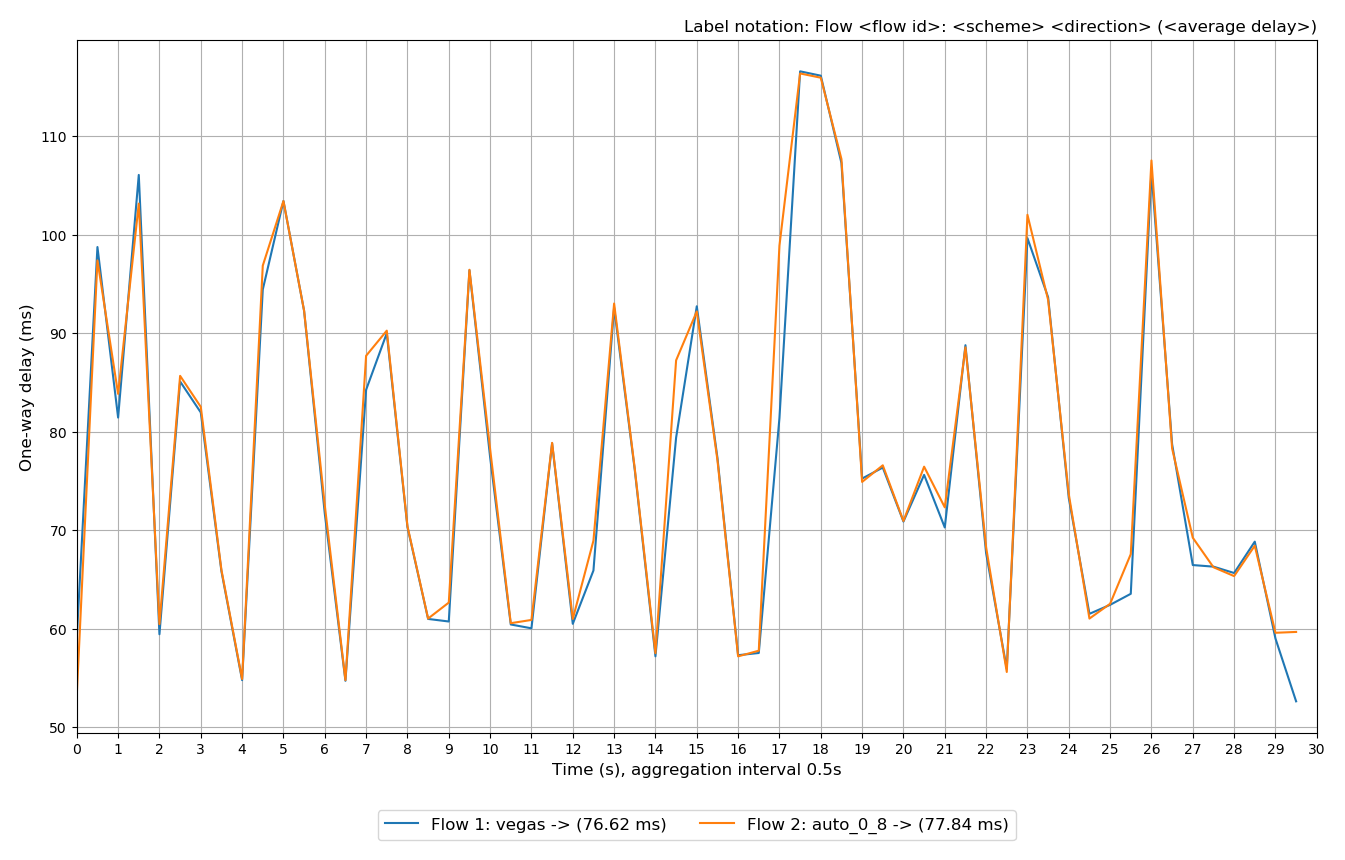 Label notation: Flow <flow id>: <scheme> <direction> (<average delay>)
110
100
90
80
70
60
50
One-way delay (ms)
0 1 2 3 4 5 6 7 8 9 10 11 12 13 14 15 16 17 18 19 20 21 22 23 24 25 26 27 28 29 30
Time (s), aggregation interval 0.5s
Flow 1: vegas -> (76.62 ms) Flow 2: auto_0_8 -> (77.84 ms)